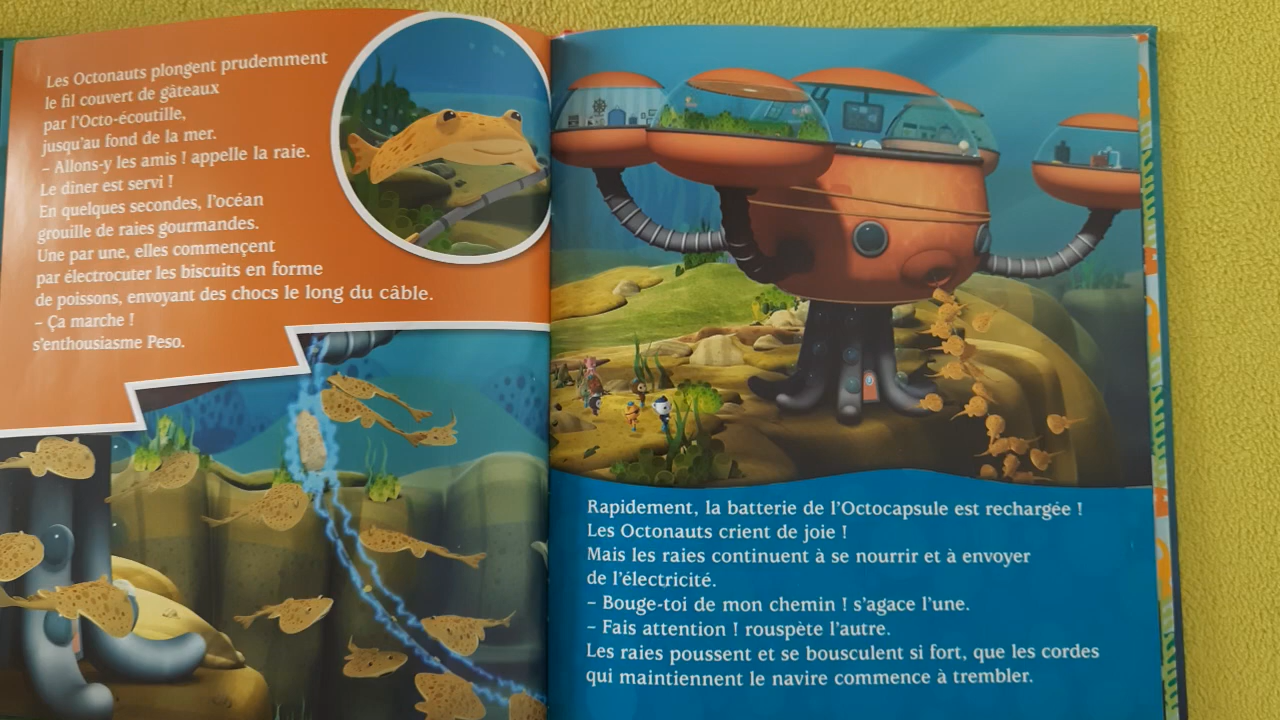 Les Octonauts plongent prudemment
le fil couvert de gâteaux
par l'Octo-écoutille,
jusqu'au fond de la mer.
– Allons-y les amis ! appelle la raie.
Le dîner est servi !
En quelques secondes, l'océan
grouille de raies gourmandes.
Une par une, elles commençent
par électrocuter les biscuits en forme
de poissons, envoyant des chocs le long du câble.
– Ça marche !
s'enthousiasme Peso.
Rapidement, la batterie de l'Octocapsule est rechargée !
Les Octonauts crient de joie !
Mais les raies continuent à se nourrir et à envoyer
de l'électricité.
– Bouge-toi de mon chemin ! s'agace l'une.
– Fais attention ! rouspète l'autre.
Les raies poussent et se bousculent si fort, que les cordes
qui maintiennent le navire commence à trembler.